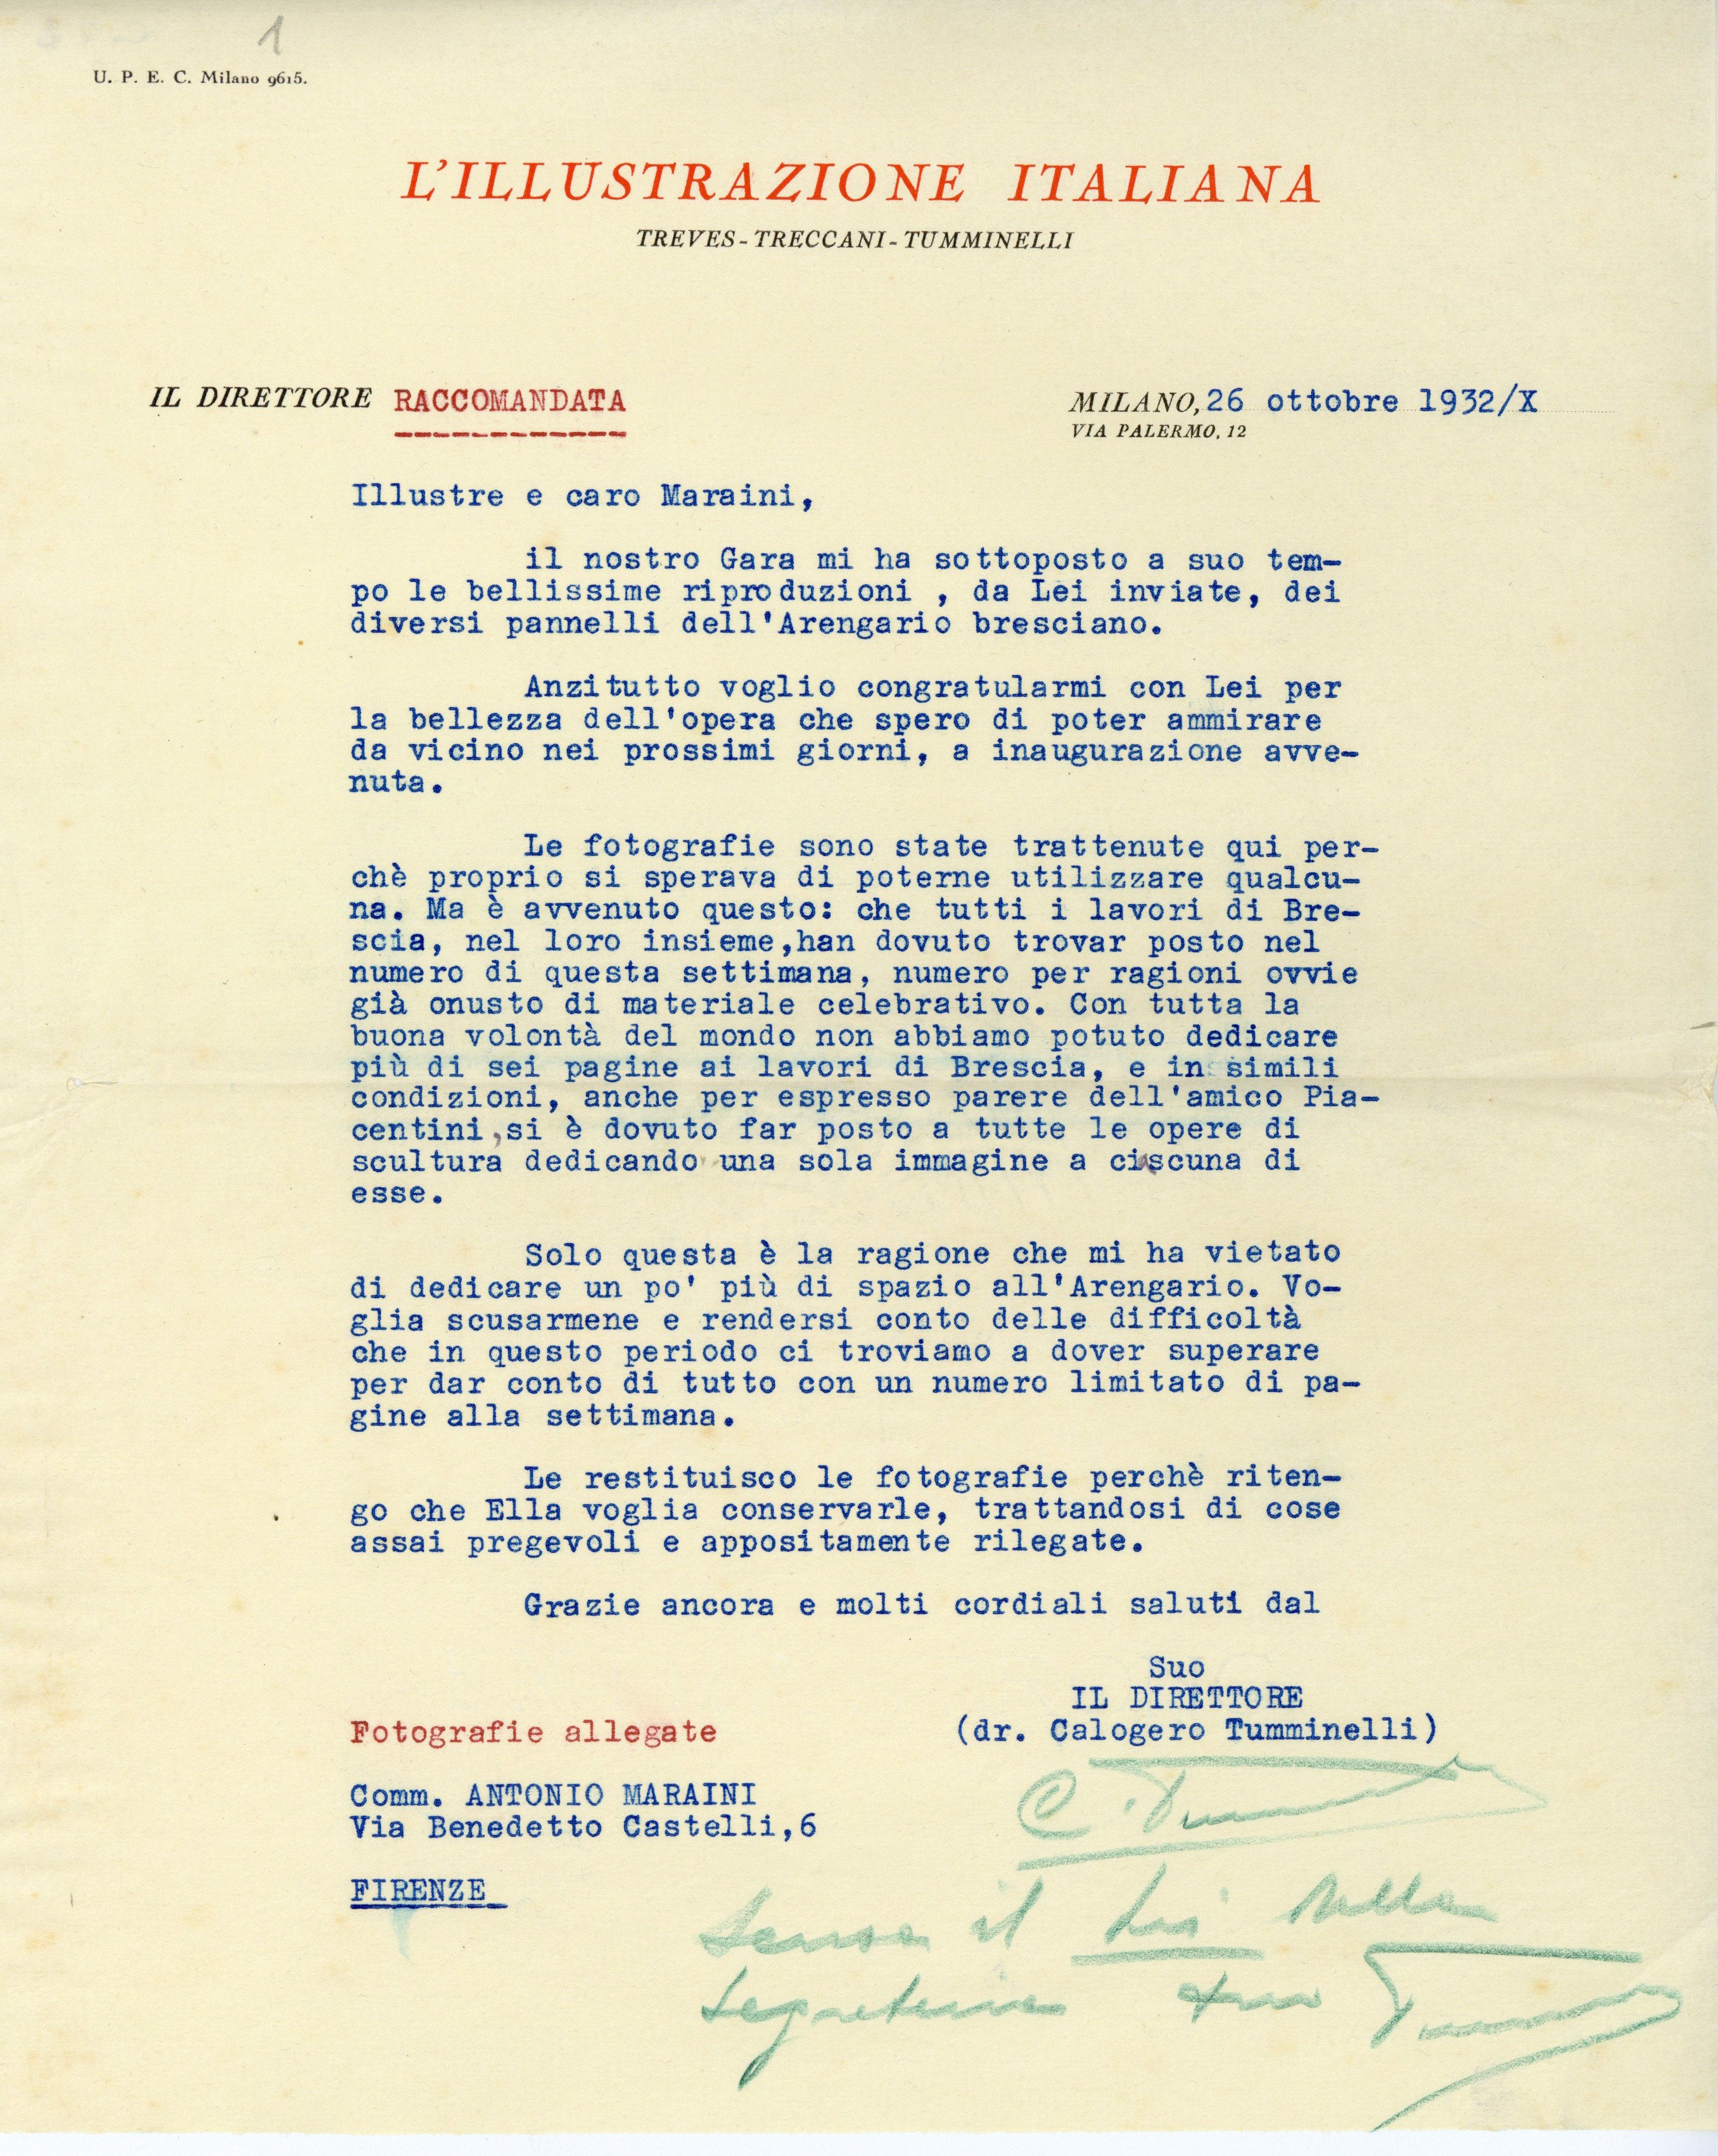 1
U. P. E. C. Milano 9615.
L'ILLUSTRAZIONE ITALIANA
TREVES - TRECCANI - TUMMINELLI
IL DIRETTORE RACCOMANDATA
MILANO, 26 ottobre 1932/X
VIA PALERMO, 12
Illustre e caro Maraini,
il nostro Gara mi ha sottoposto a suo tem-
po le bellissime riproduzioni , da Lei inviate, dei
diversi pannelli dell'Arengario bresciano.
Anzitutto voglio congratularmi con Lei per
la bellezza dell'opera che spero di poter ammirare
da vicino nei prossimi giorni, a inaugurazione avve-
nuta.
Le fotografie sono state trattenute qui per-
chè proprio si sperava di poterne utilizzare qualcu-
na. Ma è avvenuto questo: che tutti i lavori di Bre-
scia, nel loro insieme,han dovuto trovar posto nel
numero di questa settimana, numero per ragioni ovvie
già onusto di materiale celebrativo. Con tutta la
buona volontà del mondo non abbiamo potuto dedicare
più di sei pagine ai lavori di Brescia, e in simili
condizioni, anche per espresso parere dell'amico Pia-
centini,si è dovuto far posto a tutte le opere di
scultura dedicando una sola immagine a ciascuna di
esse.
Solo questa è la ragione che mi ha vietato
di dedicare un po' più di spazio all'Arengario. Vo-
glia scusarmene e rendersi conto delle difficoltà
che in questo periodo ci troviamo a dover superare
per dar conto di tutto con un numero limitato di pa-
gine alla settimana.
Le restituisco le fotografie perchè riten-
go che Ella voglia conservarle, trattandosi di cose
assai pregevoli e appositamente rilegate.
Grazie ancora e molti cordiali saluti dal
Suo
IL DIRETTORE
(dr. Calogero Tumminelli)
Fotografie allegate
C. Tumminelli
Comm. ANTONIO MARAINI
Via Benedetto Castelli,6
FIRENZE
Scusa il Lei della
Segreteria tuo Tumminelli